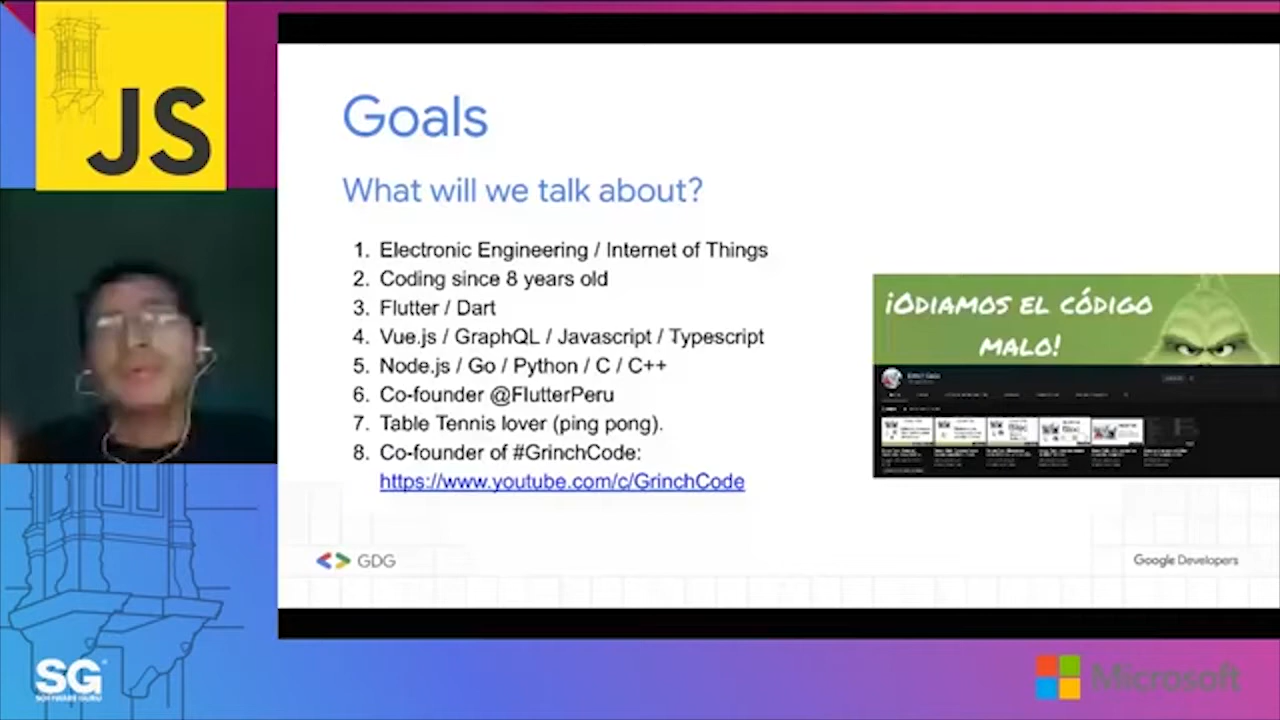 JS
Goals
What will we talk about?
1. Electronic Engineering / Internet of Things
2. Coding since 8 years old
3. Flutter / Dart
4. Vue.js / GraphQL / Javascript / Typescript
5. Node.js / Go / Python / C / C++
6. Co-founder @FlutterPeru
7. Table Tennis lover (ping pong).
8. Co-founder of #GrinchCode:
https://www.youtube.com/c/GrinchCode
¡ODIAMOS EL CÓDIGO
MALO!
GDG
Google Developers
SG
SOFTWARE GURU
Microsoft